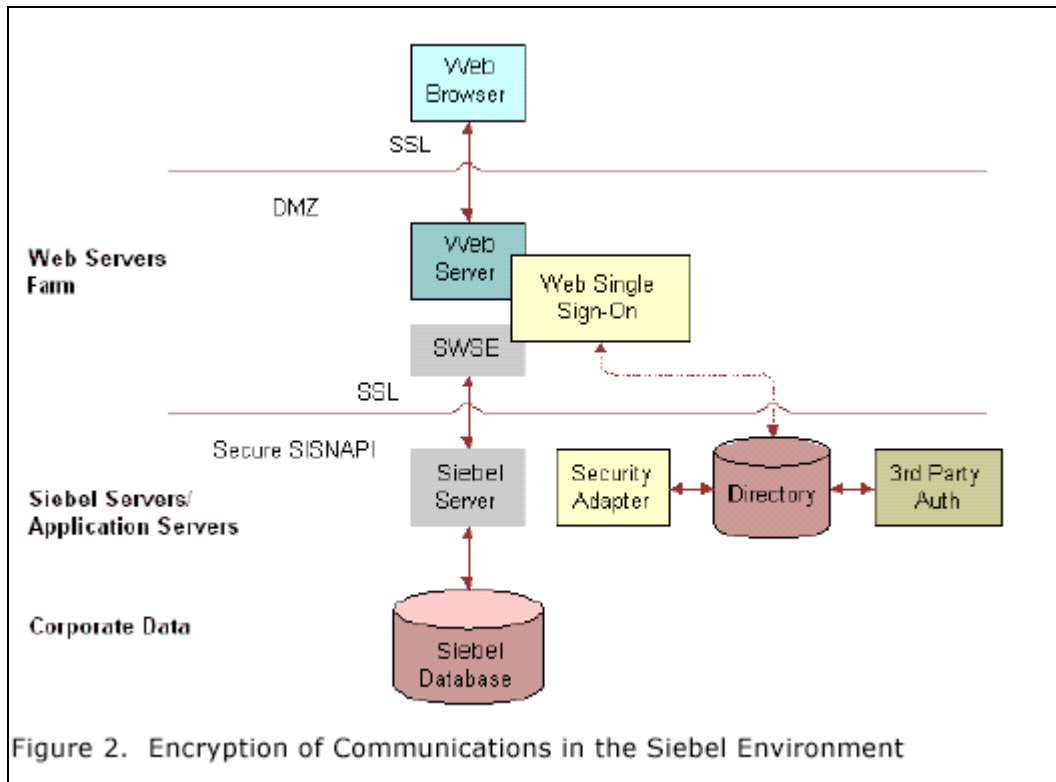 Web
Browser
SSL
DMZ
Web Servers
Farm
Web
Server
Web Single
Sign-On
SWSE
SSL
Secure SISNAPI
Siebel Servers/
Application Servers
Siebel
Server
Security
Adapter
Directory
3rd Party
Auth
Corporate Data
Siebel
Database
Figure 2. Encryption of Communications in the Siebel Environment